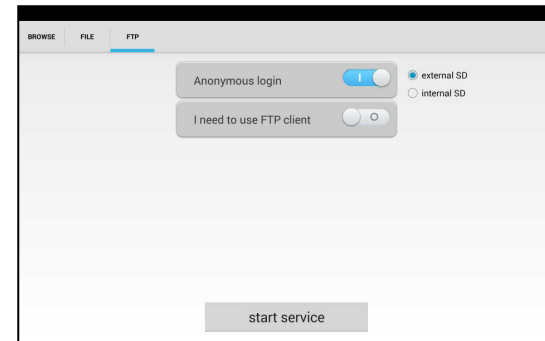 BROWSE FILE FTP
Anonymous login
external SD
internal SD
I need to use FTP client
start service